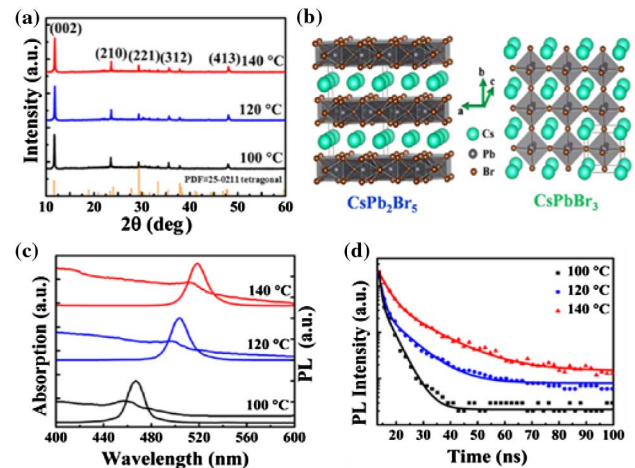 (a)
(002)
(210) (221) (312) (413) 140 °C
120 °C
100 °C
PDF#25-0211 tetragonal
Intensity (a.u.)
10 20 30 40 50 60
2θ (deg)
(b)
b
c
a
Cs
Pb
Br
CsPb₂Br₅
CsPbBr₃
(c)
140 °C
120 °C
100 °C
Absorption (a.u.)
PL (a.u.)
400 440 480 520 560 600
Wavelength (nm)
(d)
100 °C
120 °C
140 °C
PL Intensity (a.u.)
20 30 40 50 60 70 80 90 100
Time (ns)